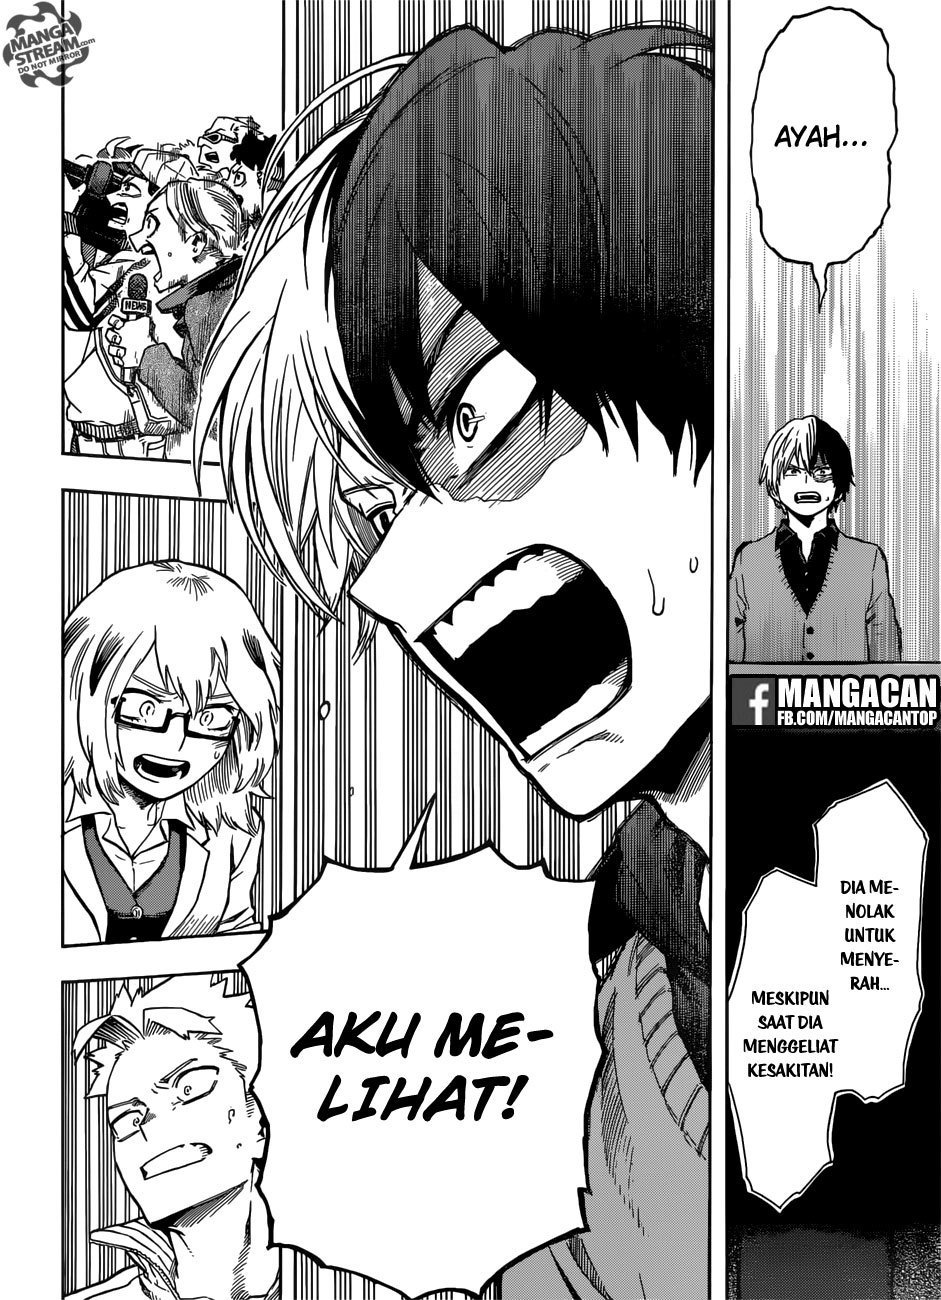 MANGA
STREAM.com
DO NOT MIRROR!
AYAH...
NEWS
f MANGACAN
FB.COM/MANGACANTOP
DIA ME-
NOLAK
UNTUK
MENYE-
RAH...
MESKIPUN
SAAT DIA
MENGGELIAT
KESAKITAN!
AKU ME-
LIHAT!